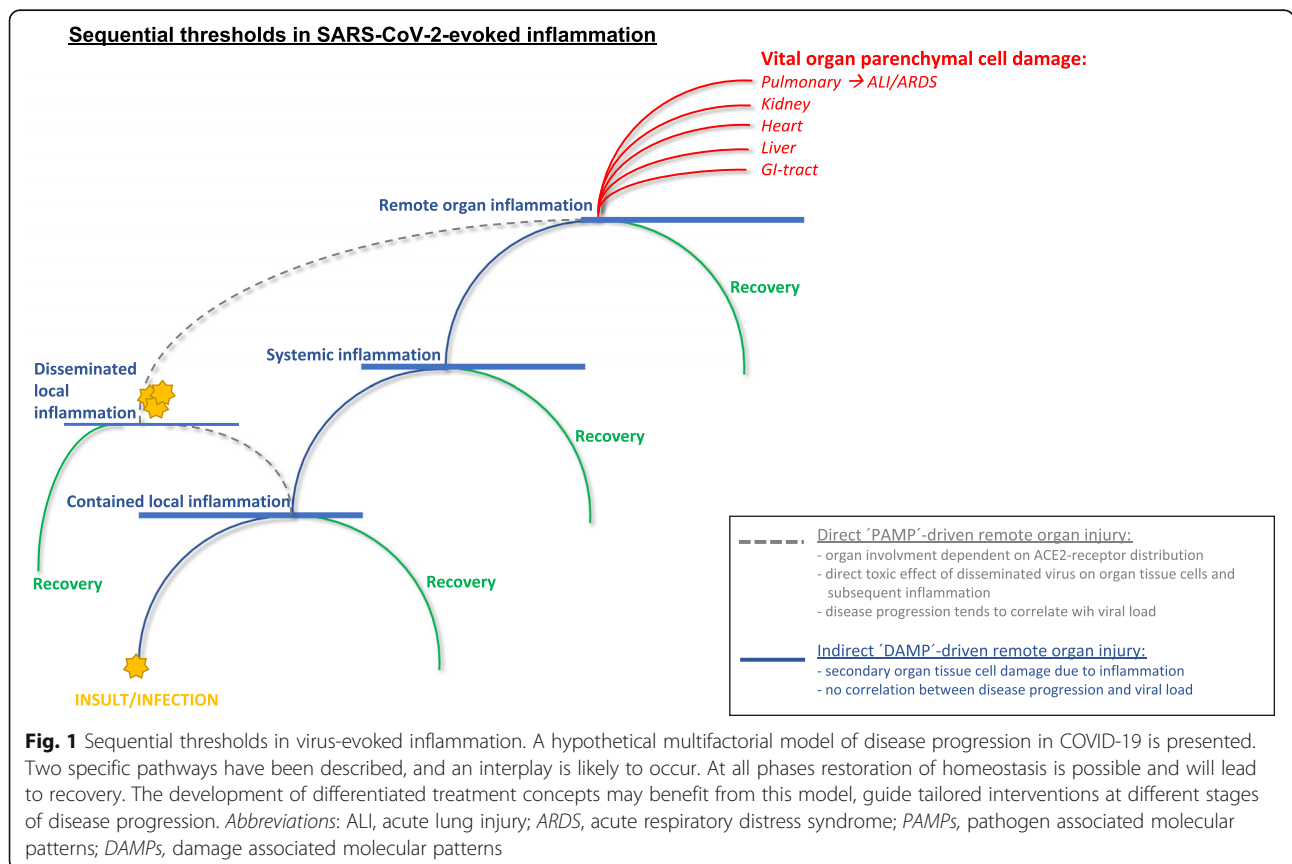 Sequential thresholds in SARS-CoV-2-evoked inflammation
Vital organ parenchymal cell damage:
Pulmonary → ALI/ARDS
Kidney
Heart
Liver
GI-tract
Remote organ inflammation
Recovery
Systemic inflammation
Disseminated
local
inflammation
Recovery
Contained local inflammation
Recovery
Recovery
INSULT/INFECTION
Direct ´PAMP´-driven remote organ injury:
- organ involvment dependent on ACE2-receptor distribution
- direct toxic effect of disseminated virus on organ tissue cells and
subsequent inflammation
- disease progression tends to correlate wih viral load
Indirect ´DAMP´-driven remote organ injury:
- secondary organ tissue cell damage due to inflammation
- no correlation between disease progression and viral load
Fig. 1 Sequential thresholds in virus-evoked inflammation. A hypothetical multifactorial model of disease progression in COVID-19 is presented.
Two specific pathways have been described, and an interplay is likely to occur. At all phases restoration of homeostasis is possible and will lead
to recovery. The development of differentiated treatment concepts may benefit from this model, guide tailored interventions at different stages
of disease progression. Abbreviations: ALI, acute lung injury; ARDS, acute respiratory distress syndrome; PAMPs, pathogen associated molecular
patterns; DAMPs, damage associated molecular patterns